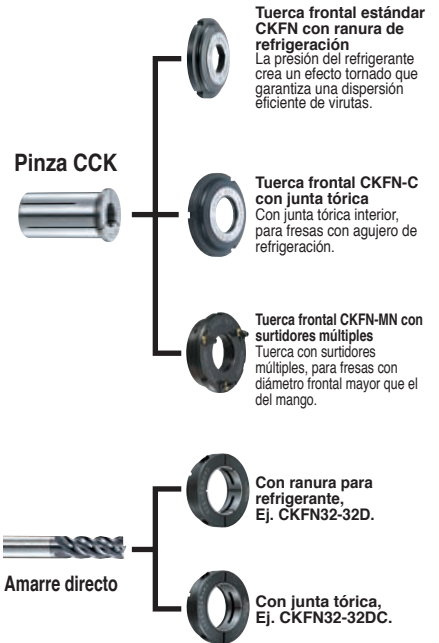 Tuerca frontal estándar
CKFN con ranura de
refrigeración
La presión del refrigerante
crea un efecto tornado que
garantiza una dispersión
eficiente de virutas.
Pinza CCK
Tuerca frontal CKFN-C
con junta tórica
Con junta tórica interior,
para fresas con agujero de
refrigeración.
Tuerca frontal CKFN-MN con
surtidores múltiples
Tuerca con surtidores
múltiples, para fresas con
diámetro frontal mayor que el
del mango.
Con ranura para
refrigerante,
Ej. CKFN32-32D.
Amarre directo
Con junta tórica,
Ej. CKFN32-32DC.